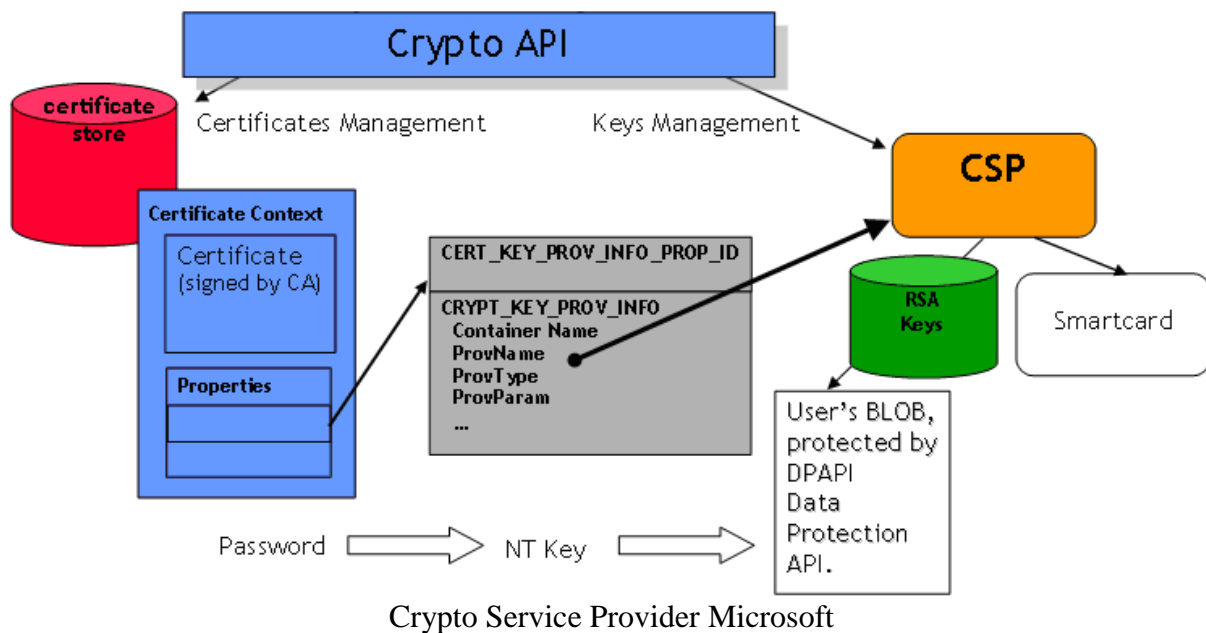 Crypto API
certificate
store
Certificates Management
Keys Management
CSP
Certificate Context
Certificate
(signed by CA)
Properties
CERT_KEY_PROV_INFO_PROP_ID
CRYPT_KEY_PROV_INFO
Container Name
ProvName
ProvType
ProvParam
...
RSA
Keys
Smartcard
User's BLOB,
protected by
DPAPI
Data
Protection
API.
Password
NT Key
Crypto Service Provider Microsoft